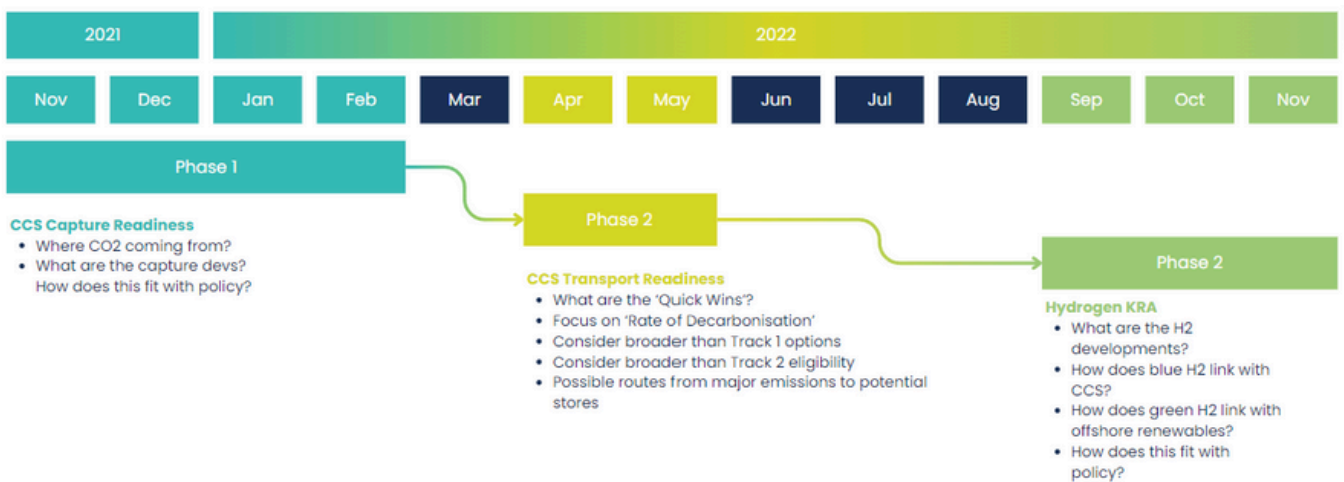 2021
2022
Nov
Dec
Jan
Feb
Mar
Apr
May
Jun
Jul
Aug
Sep
Oct
Nov
Phase 1
CCS Capture Readiness
• Where CO2 coming from?
• What are the capture devs?
How does this fit with policy?
Phase 2
CCS Transport Readiness
• What are the ‘Quick Wins’?
• Focus on ‘Rate of Decarbonisation’
• Consider broader than Track 1 options
• Consider broader than Track 2 eligibility
• Possible routes from major emissions to potential
stores
Phase 2
Hydrogen KRA
• What are the H2
developments?
• How does blue H2 link with
CCS?
• How does green H2 link with
offshore renewables?
• How does this fit with
policy?